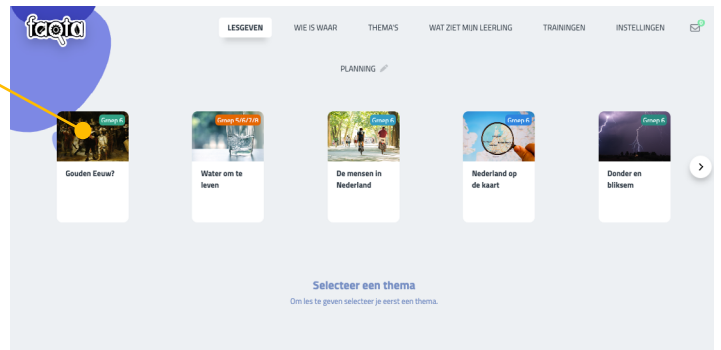 faqta
LESGEVEN WIE IS WAAR THEMA'S WAT ZIET MIJN LEERLING TRAININGEN INSTELLINGEN
PLANNING
Groep 6 Groep 5/6/7/8 Groep 6 Groep 6 Groep 6
Gouden Eeuw?
Water om te
leven
De mensen in
Nederland
Nederland op
de kaart
Donder en
bliksem
Selecteer een thema
Om les te geven selecteer je eerst een thema.